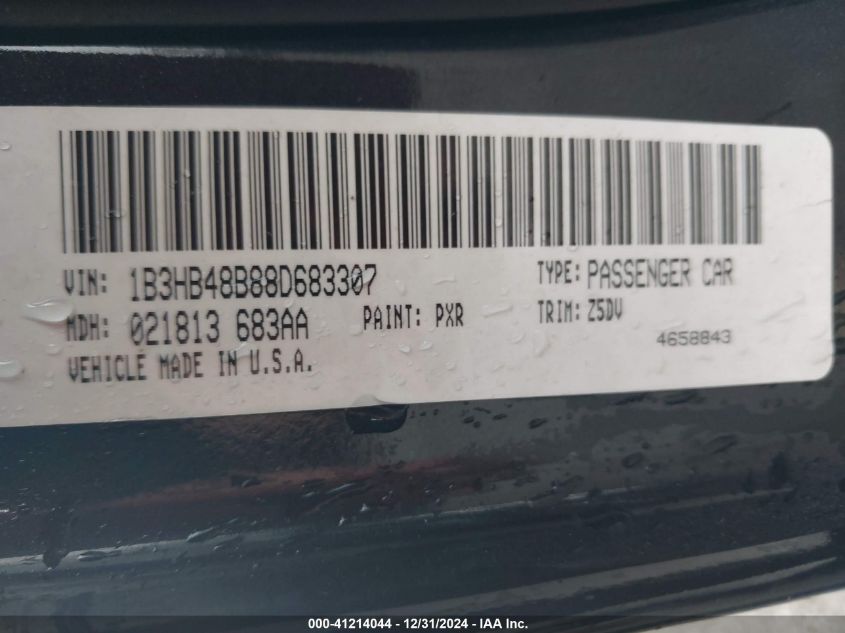 VIN: 1B3HB48B88D683307 TYPE: PASSENGER CAR
MDH: 021813 683AA PAINT: PXR TRIM: Z5DV
VEHICLE MADE IN U.S.A. 4658843
000-41214044 - 12/31/2024 - IAA Inc.